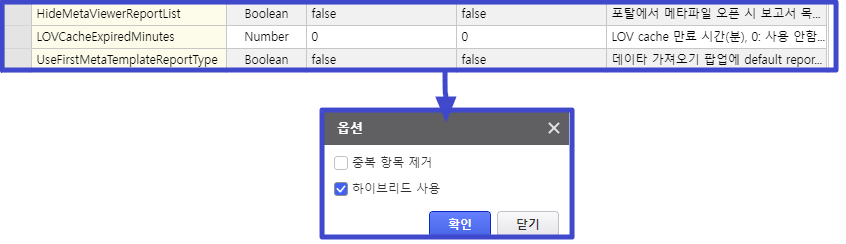 HideMetaViewerReportList Boolean false false 포탈에서 메타파일 오픈 시 보고서 목...
LOVCacheExpiredMinutes Number 0 0 LOV cache 만료 시간(분), 0: 사용 안함...
UseFirstMetaTemplateReportType Boolean false false 데이타 가져오기 팝업에 default repor...
옵션
중복 항목 제거
하이브리드 사용
확인 닫기